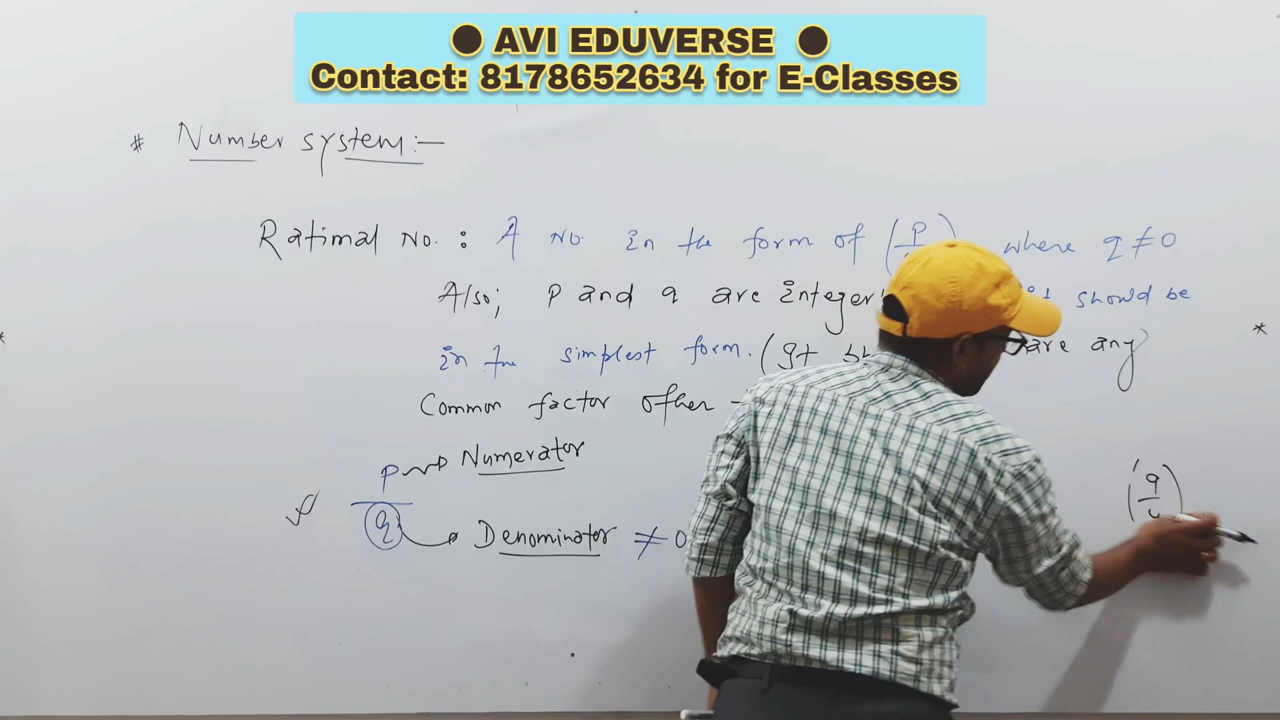 ● AVI EDUVERSE ●
Contact: 8178652634 for E-Classes
# Number system:-
Rational No. : A No. in the form of (P/ where q ≠ 0
Also; P and q are integer should be
in the simplest form. (It are any
Common factor other
P → Numerator
q → Denominator ≠ 0